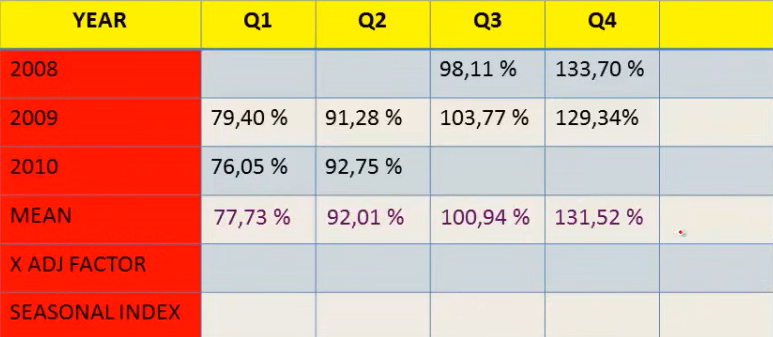 YEAR Q1 Q2 Q3 Q4
2008 98,11 % 133,70 %
2009 79,40 % 91,28 % 103,77 % 129,34%
2010 76,05 % 92,75 %
MEAN 77,73 % 92,01 % 100,94 % 131,52 %
X ADJ FACTOR
SEASONAL INDEX